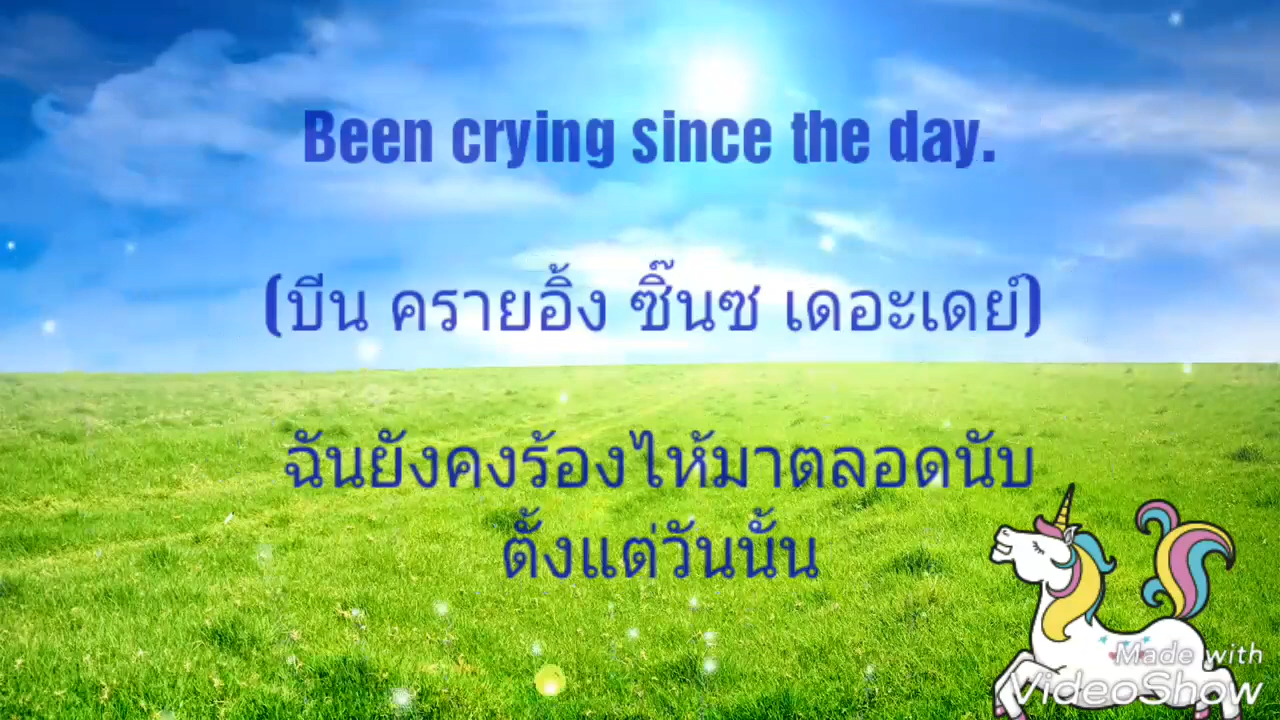 Been crying since the day.
(บีน ครายอิ้ง ซิ๊นซ เดอะเดย์)
ฉันยังคงร้องไห้มาตลอดนับ
ตั้งแต่วันนั้น
Made with
VideoShow